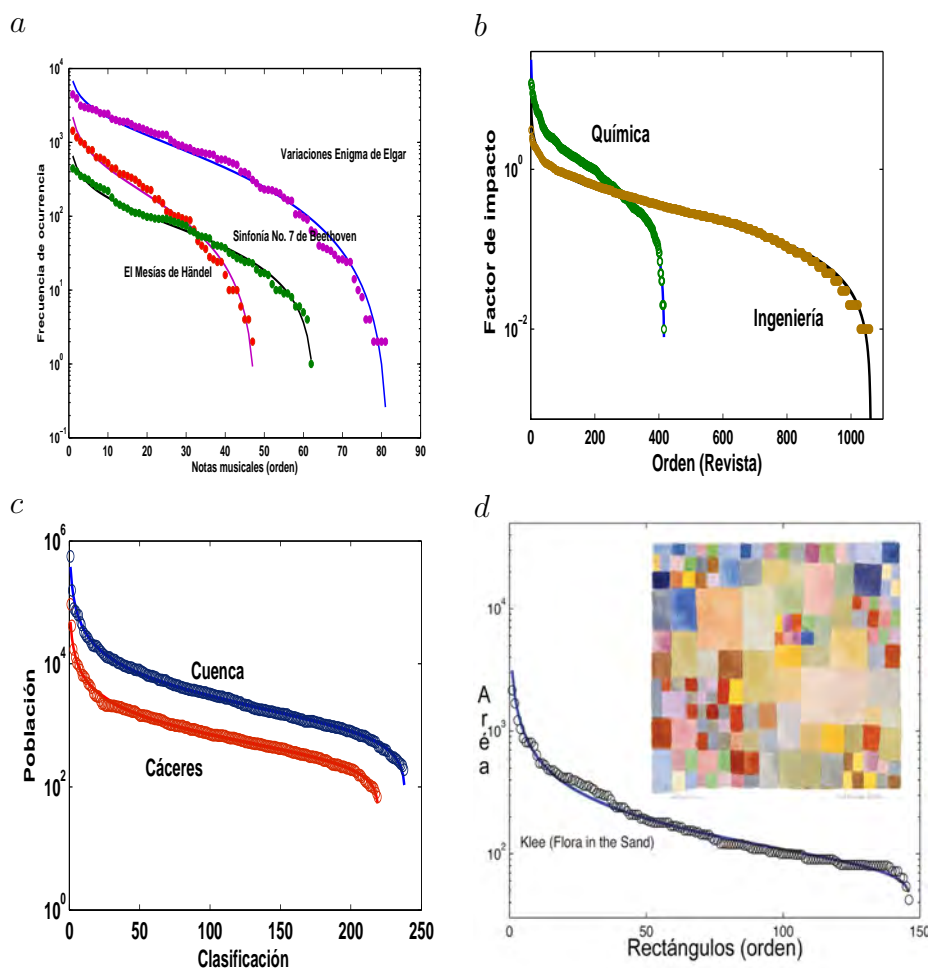 a
10^4
10^3
10^2
10^1
10^0
10^-1
Frecuencia de ocurrencia
Variaciones Enigma de Elgar
Sinfonía No. 7 de Beethoven
El Mesías de Händel
0 10 20 30 40 50 60 70 80 90
Notas musicales (orden)
b
10^0
10^-2
Factor de impacto
Química
Ingeniería
0 200 400 600 800 1000
Orden (Revista)
c
10^6
10^4
10^2
10^0
Población
Cuenca
Cáceres
0 50 100 150 200 250
Clasificación
d
10^4
10^3
10^2
Aréa
Klee (Flora in the Sand)
0 50 100 150
Rectángulos (orden)